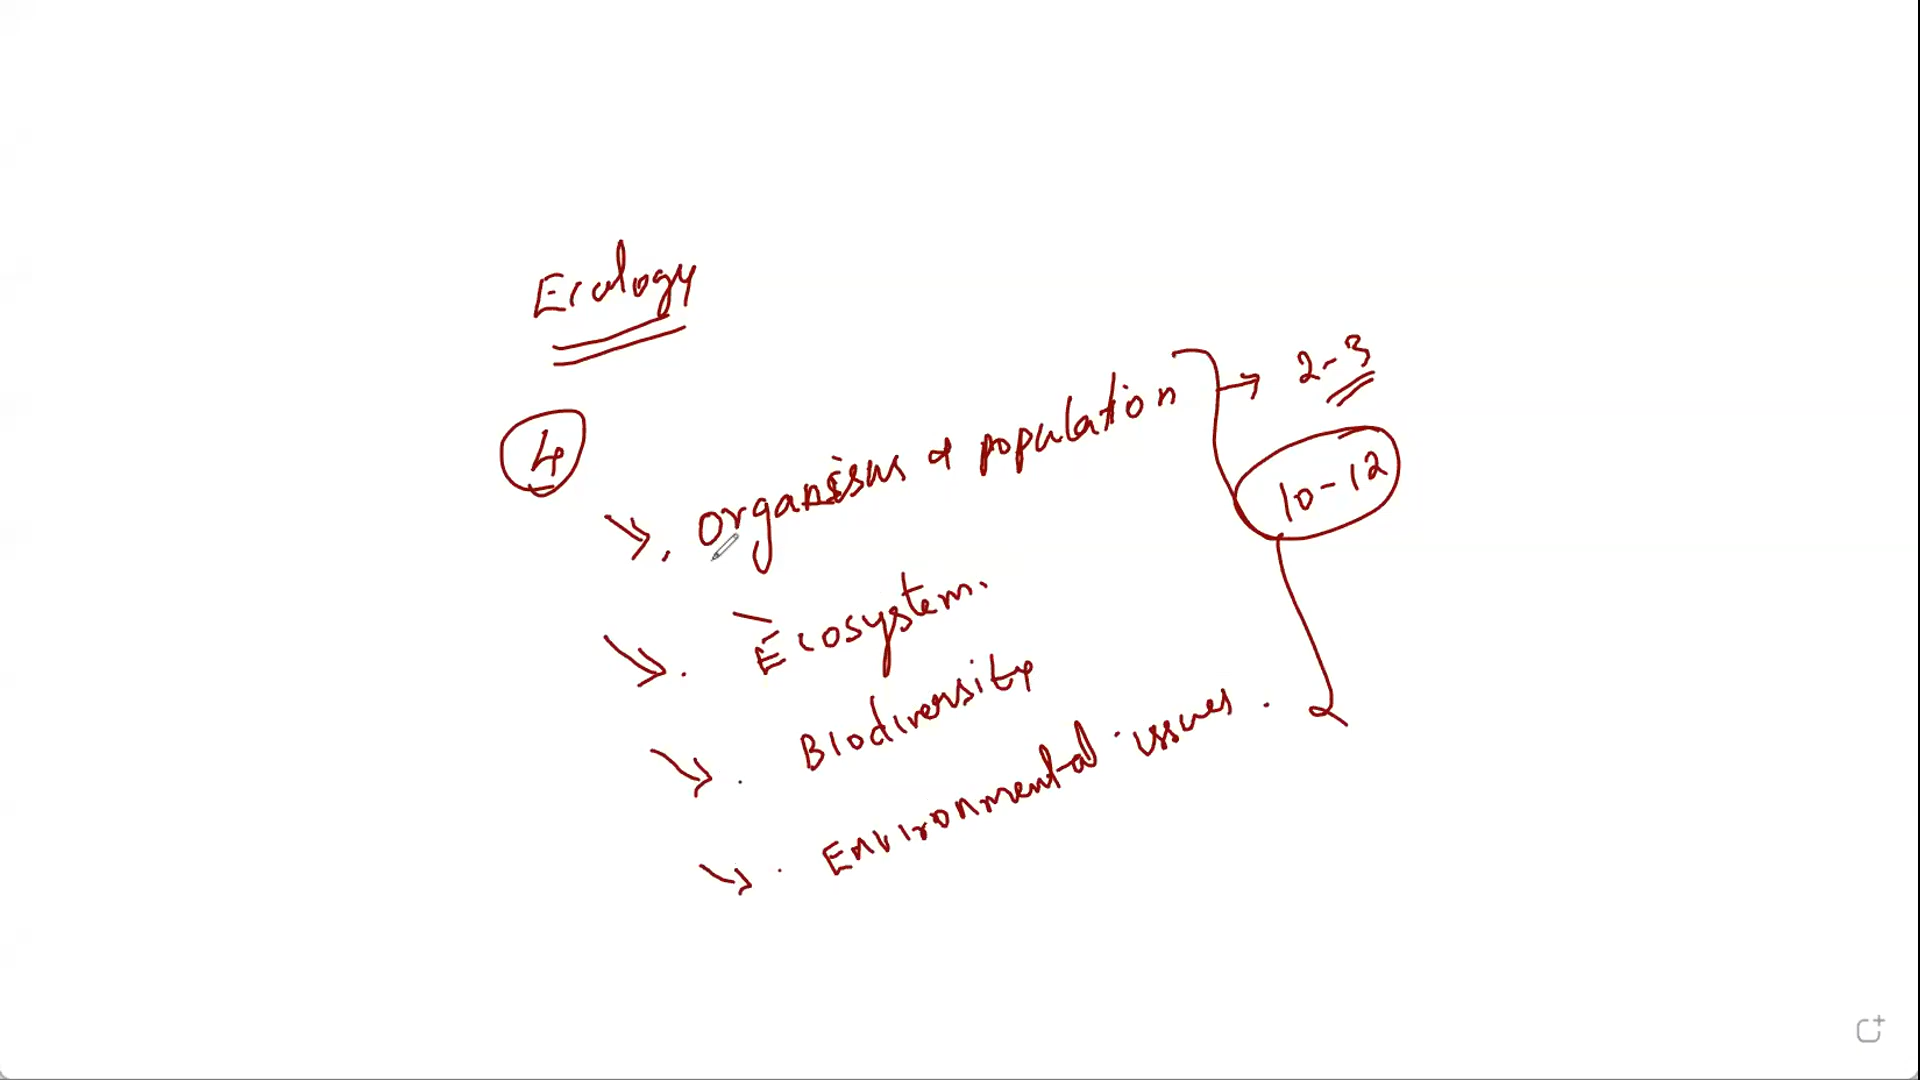 Ecology
4
Organisms & population
2-3
10-12
Ecosystem.
Biodiversity
Environmental issues.